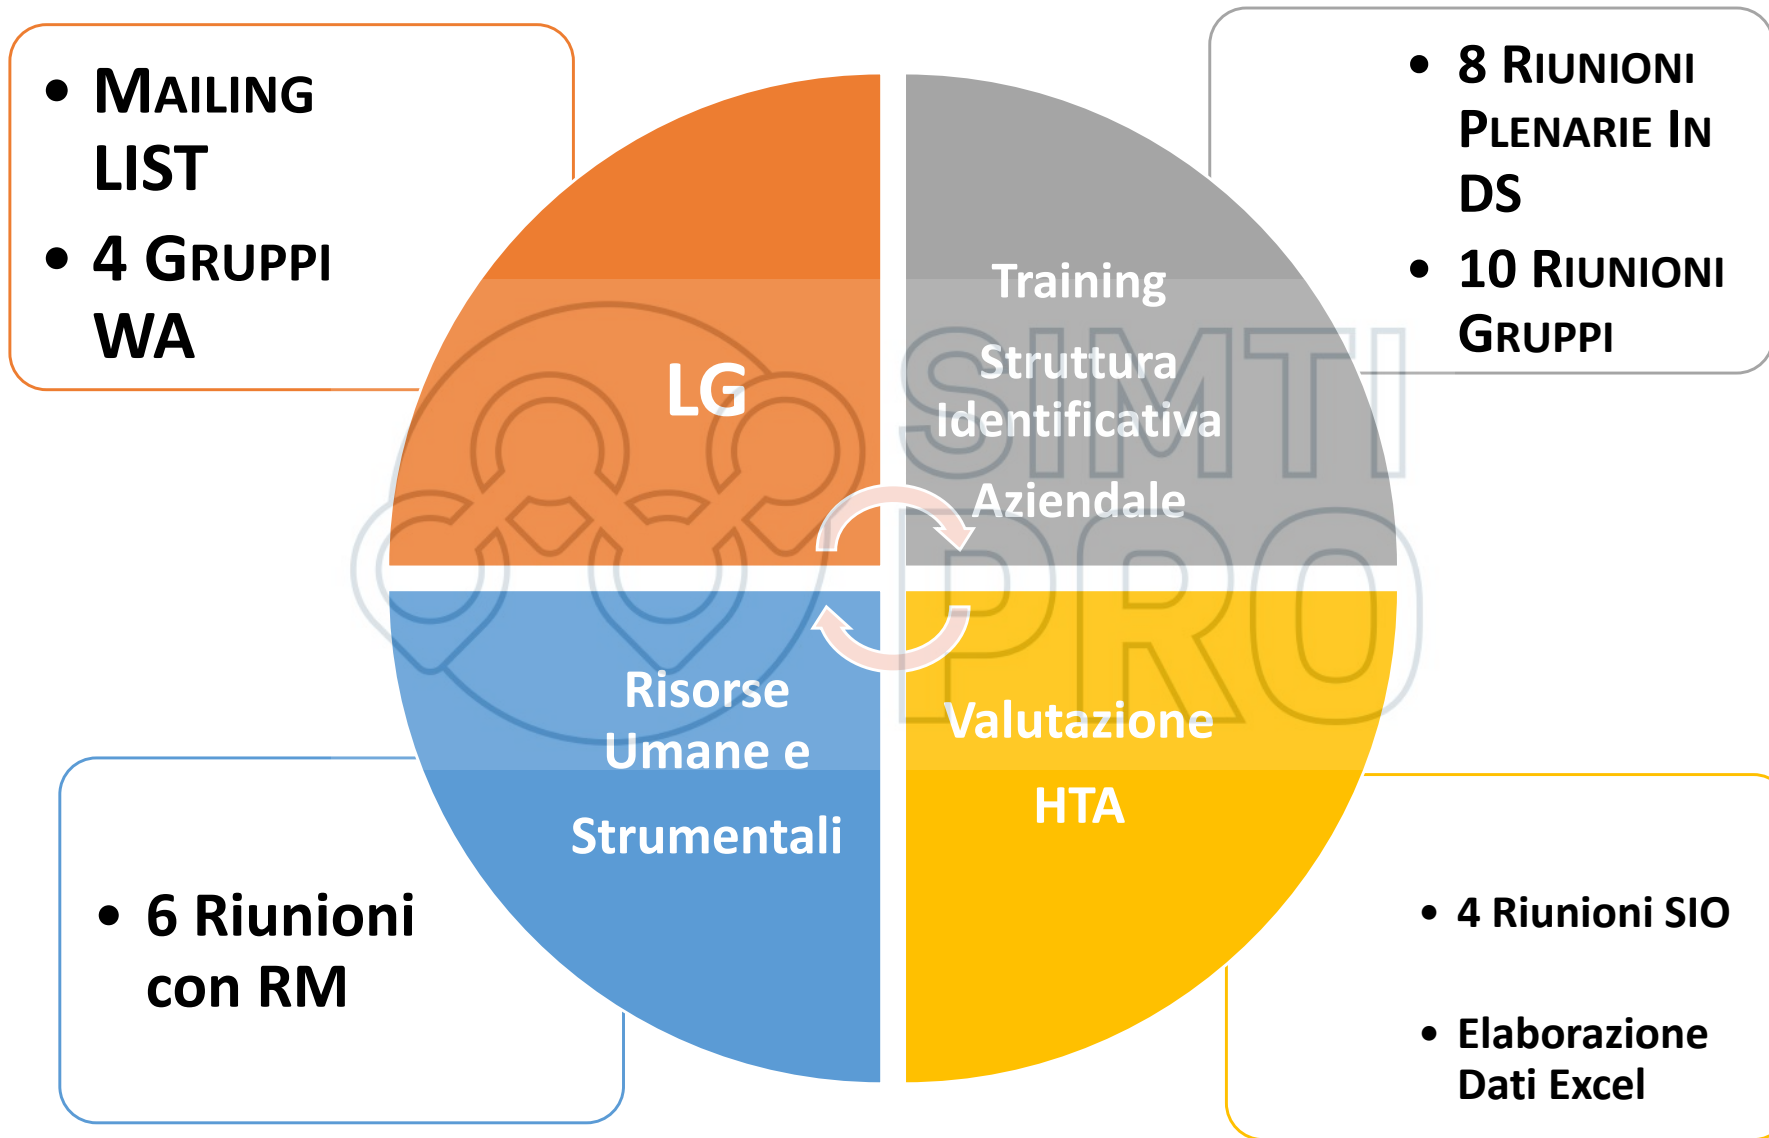 • MAILING
LIST
• 4 GRUPPI
WA
LG
• 8 RIUNIONI
PLENARIE IN
DS
• 10 RIUNIONI
GRUPPI
Training
Struttura
Identificativa
Aziendale
Risorse
Umane e
Strumentali
• 6 Riunioni
con RM
Valutazione
HTA
• 4 Riunioni SIO
• Elaborazione
Dati Excel
SIMTI
PRO